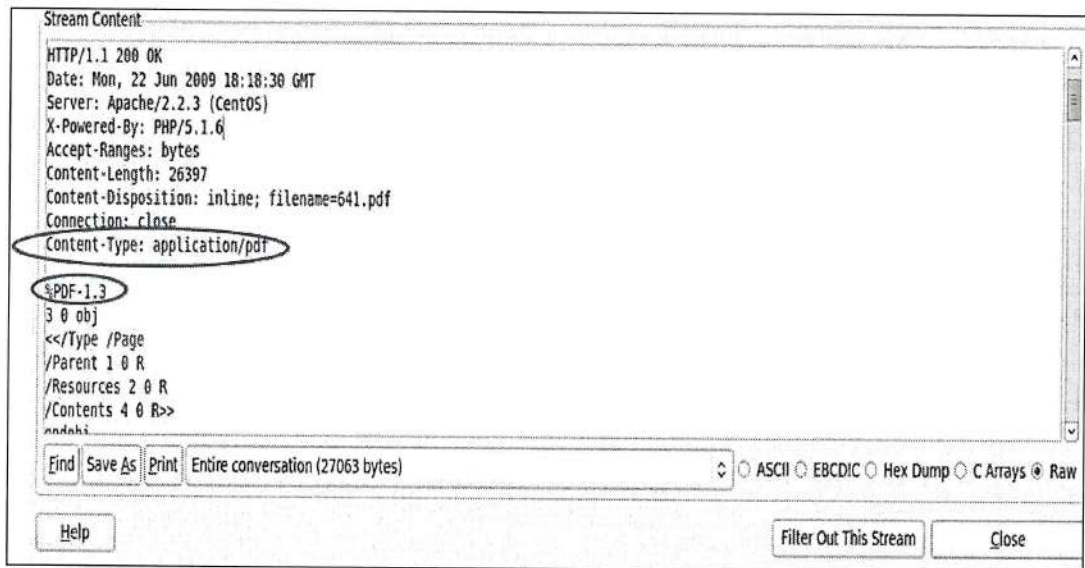 Stream Content
HTTP/1.1 200 OK
Date: Mon, 22 Jun 2009 18:18:30 GMT
Server: Apache/2.2.3 (CentOS)
X-Powered-By: PHP/5.1.6
Accept-Ranges: bytes
Content-Length: 26397
Content-Disposition: inline; filename=641.pdf
Connection: close
Content-Type: application/pdf
%PDF-1.3
3 0 obj
<</Type /Page
/Parent 1 0 R
/Resources 2 0 R
/Contents 4 0 R>>
endobj
Find Save As Print Entire conversation (27063 bytes) ASCII EBCDIC Hex Dump C Arrays Raw
Help Filter Out This Stream Close